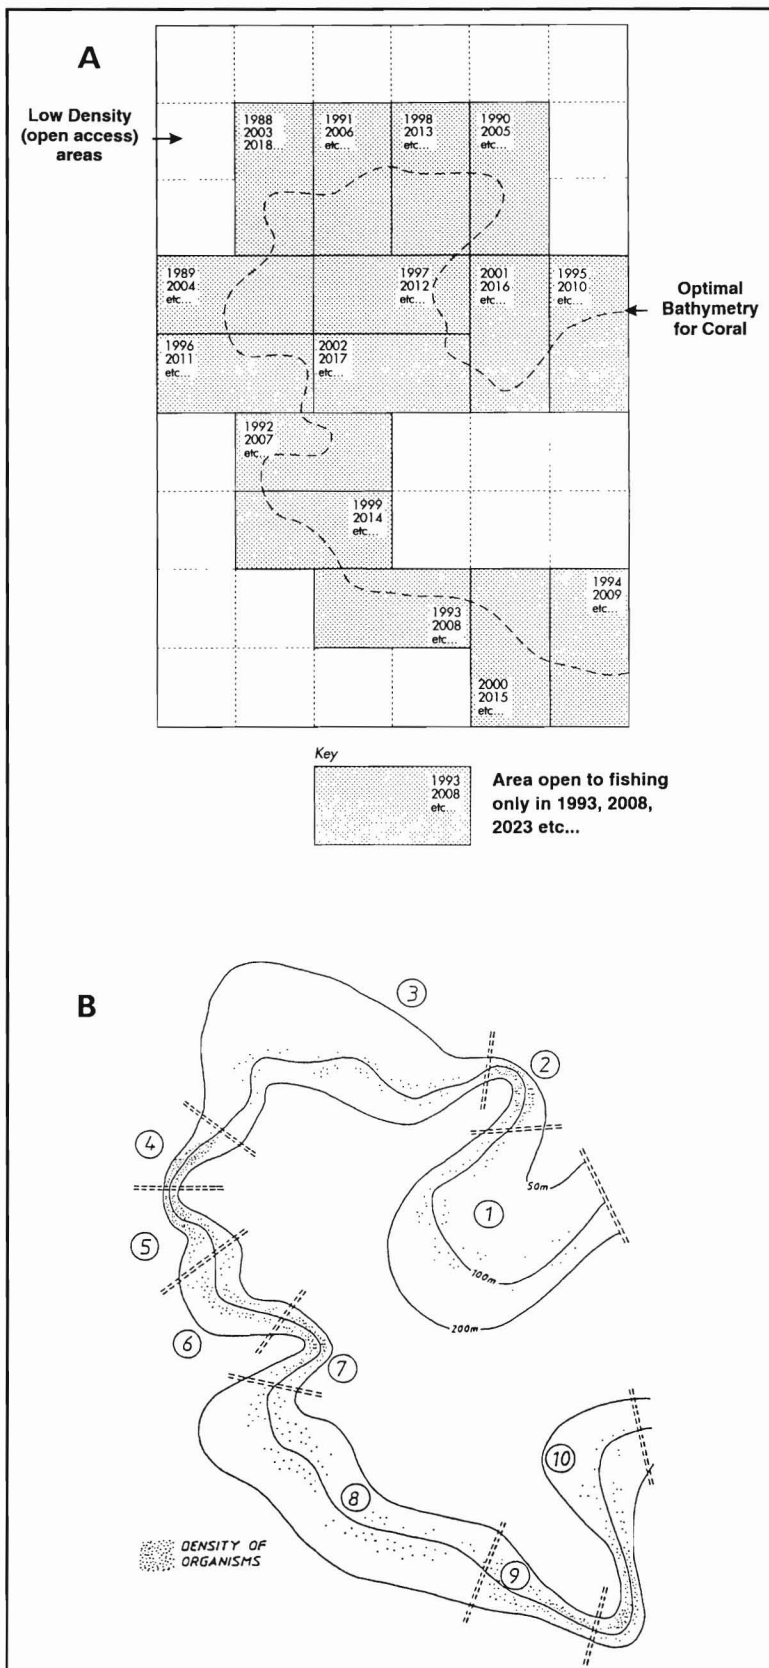 A
Low Density
(open access)
areas
1988
2003
2018...
1991
2006
etc...
1998
2013
etc...
1990
2005
etc...
1989
2004
etc...
1997
2012
etc...
2001
2016
etc...
1995
2010
etc...
Optimal
Bathymetry
for Coral
1996
2011
etc...
2002
2017
etc...
1992
2007
etc...
1999
2014
etc...
1993
2008
etc...
1994
2009
etc...
2000
2015
etc...
Key
1993
2008
etc...
Area open to fishing
only in 1993, 2008,
2023 etc...
B
3
2
4
50m
1
5
100m
200m
6
7
10
8
DENSITY OF
ORGANISMS
9